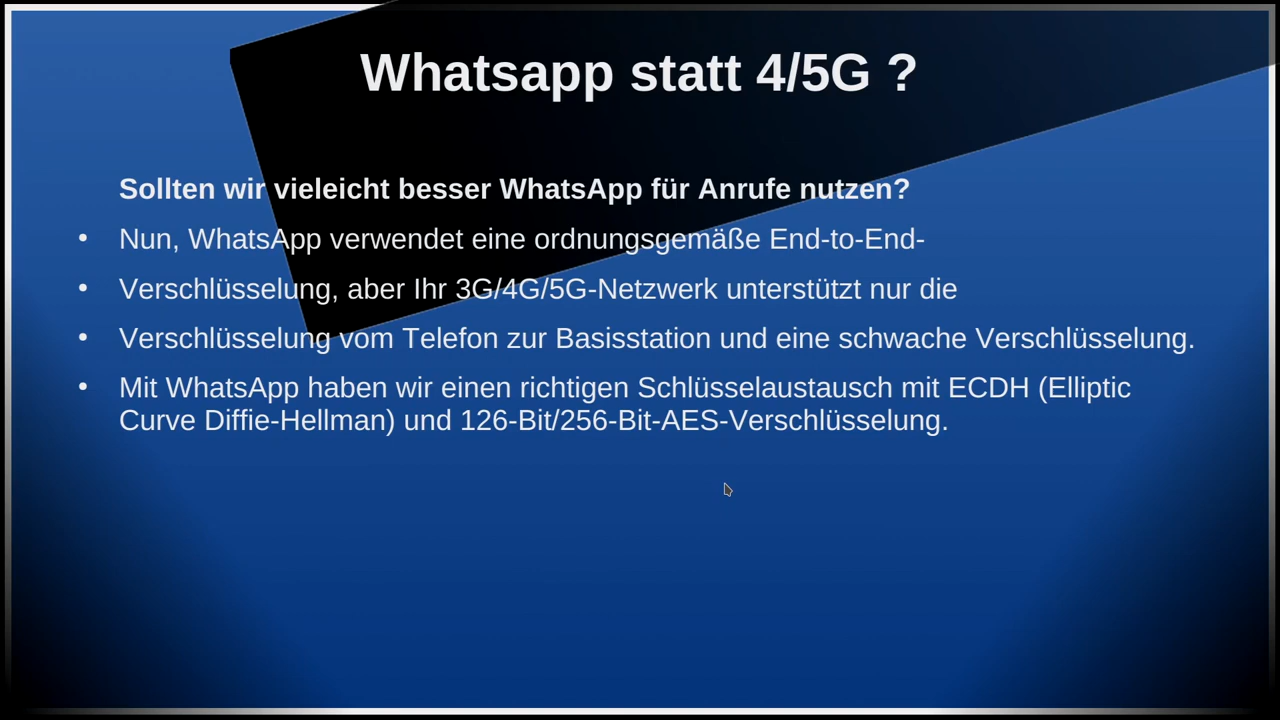 Whatsapp statt 4/5G ?
Sollten wir vieleicht besser WhatsApp für Anrufe nutzen?
• Nun, WhatsApp verwendet eine ordnungsgemäße End-to-End-
• Verschlüsselung, aber Ihr 3G/4G/5G-Netzwerk unterstützt nur die
• Verschlüsselung vom Telefon zur Basisstation und eine schwache Verschlüsselung.
• Mit WhatsApp haben wir einen richtigen Schlüsselaustausch mit ECDH (Elliptic
Curve Diffie-Hellman) und 126-Bit/256-Bit-AES-Verschlüsselung.